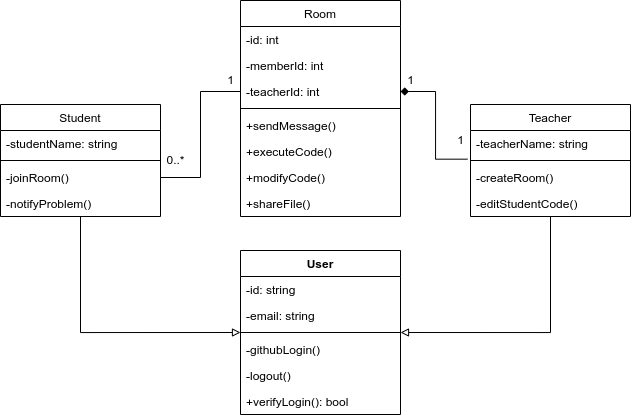 Room
-id: int
-memberId: int
-teacherId: int
+sendMessage()
+executeCode()
+modifyCode()
+shareFile()
1
1
0..*
1
Student
-studentName: string
-joinRoom()
-notifyProblem()
Teacher
-teacherName: string
-createRoom()
-editStudentCode()
User
-id: string
-email: string
-githubLogin()
-logout()
+verifyLogin(): bool